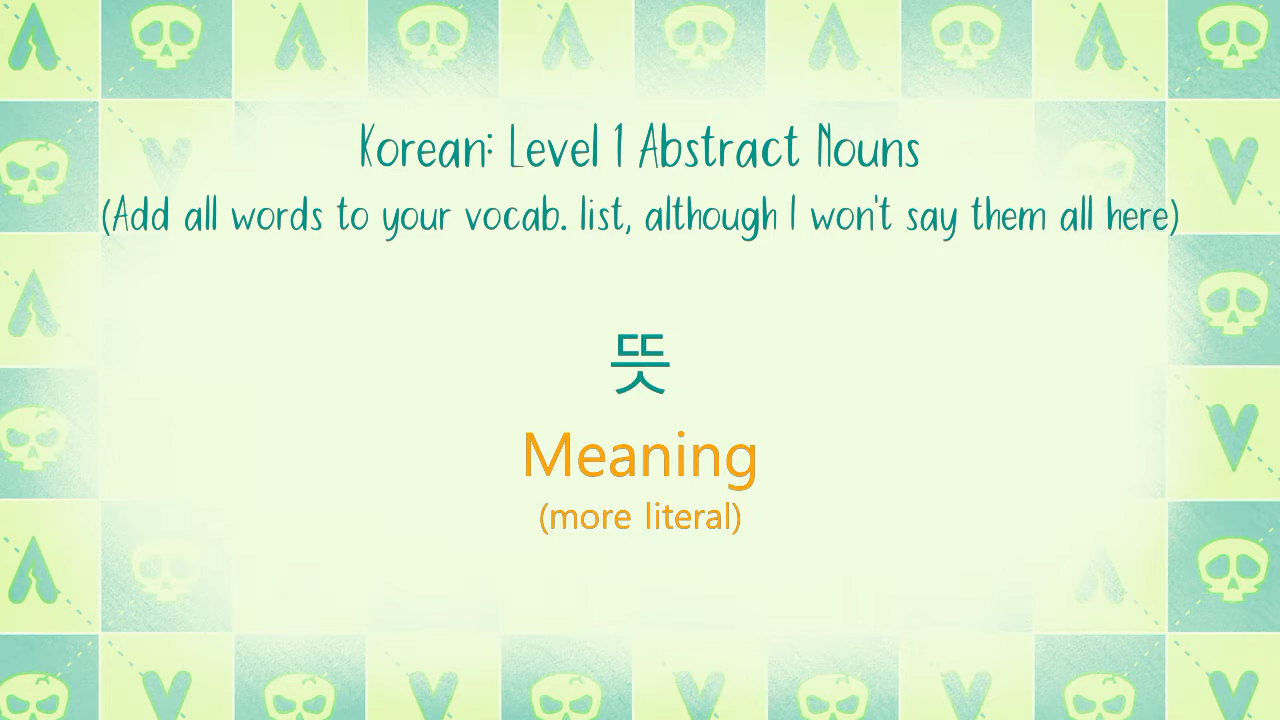 Korean: Level 1 Abstract Nouns
(Add all words to your vocab. list, although I won't say them all here)
뜻
Meaning
(more literal)